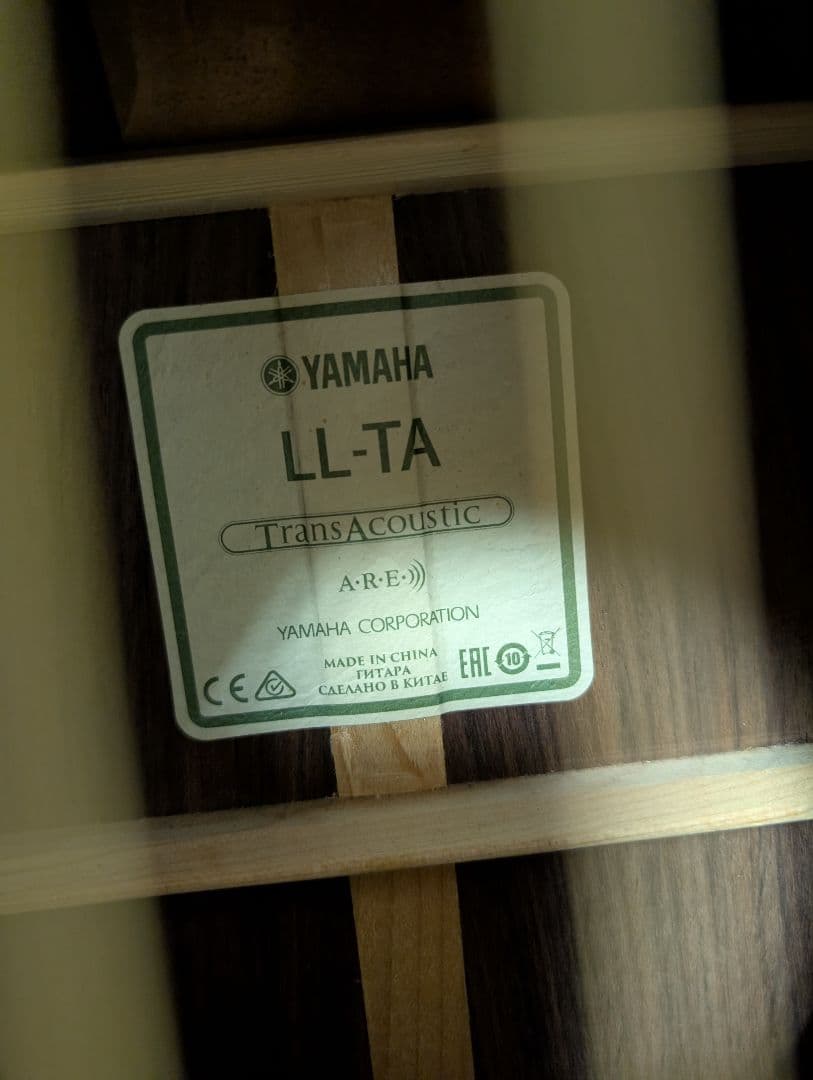 YAMAHA
LL-TA
TransAcoustic
A·R·E·)))
YAMAHA CORPORATION
MADE IN CHINA
ГИТАРА
СДЕЛАНО В КИТАЕ
CE
EAC
10